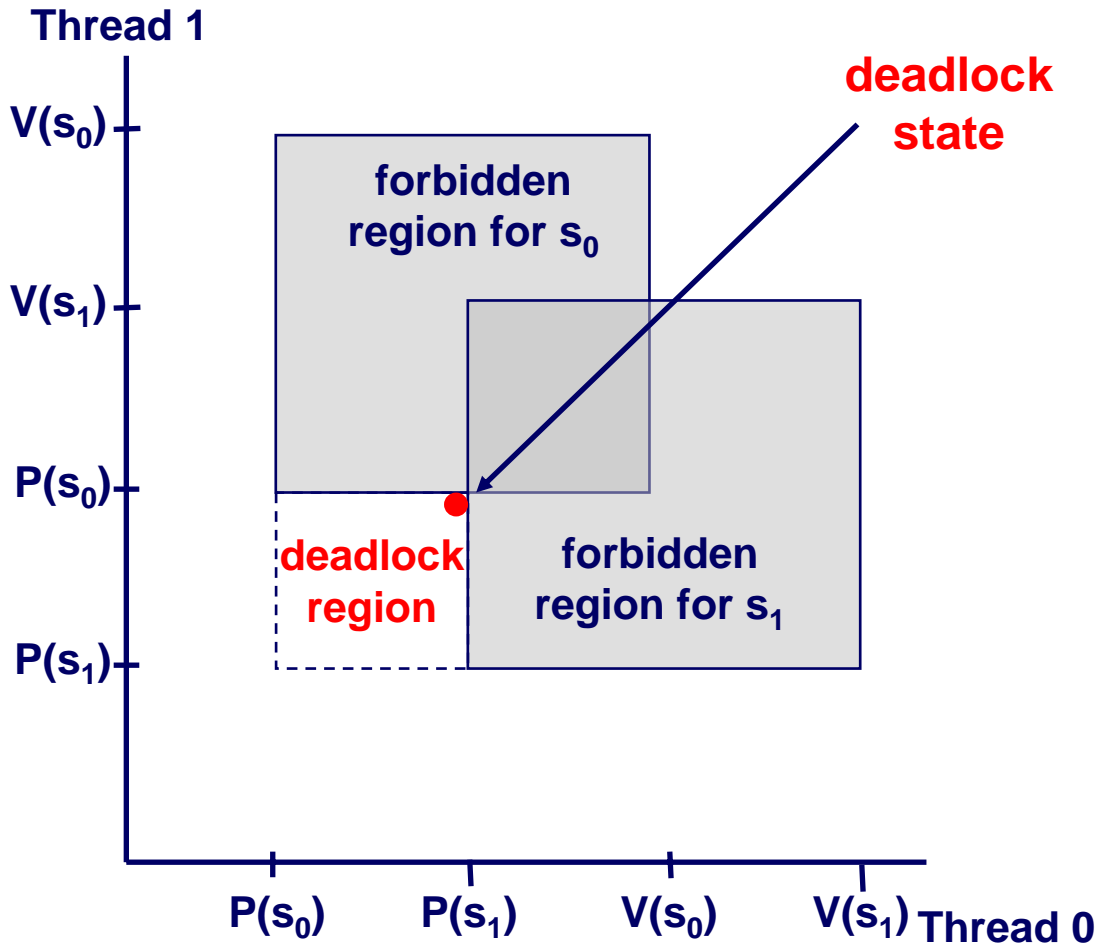 Thread 1
deadlock
state
V(s₀)
forbidden
region for s₀
V(s₁)
P(s₀)
deadlock
region
forbidden
region for s₁
P(s₁)
P(s₀) P(s₁) V(s₀) V(s₁) Thread 0